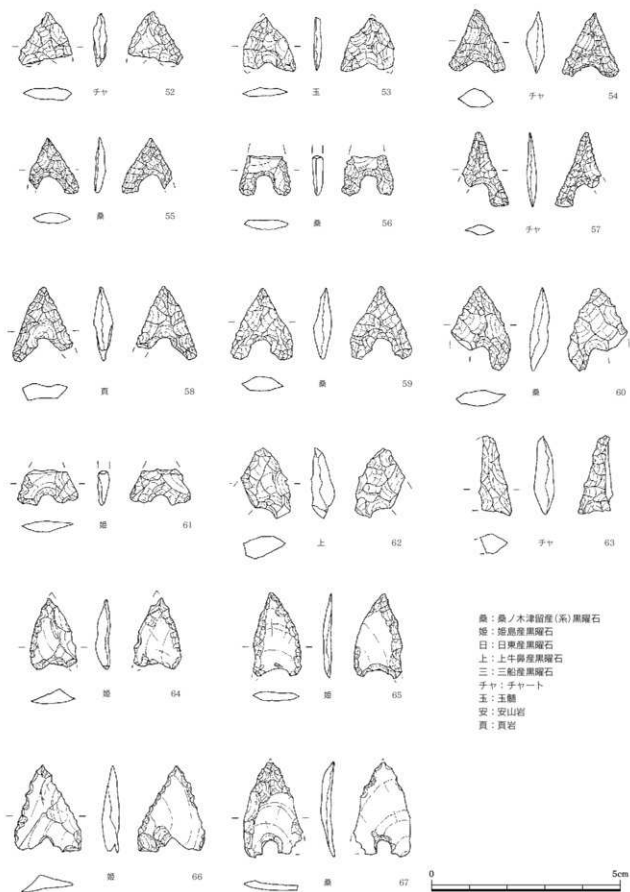 チャ 52
玉 53
チャ 54
桑 55
桑 56
チャ 57
頁 58
桑 59
桑 60
姫 61
上 62
チャ 63
姫 64
姫 65
姫 66
桑 67
桑：桑ノ木津留産(系)黒曜石
姫：姫島産黒曜石
日：日東産黒曜石
上：上牛鼻産黒曜石
三：三船産黒曜石
チャ：チャート
玉：玉髄
安：安山岩
頁：頁岩
0 5cm